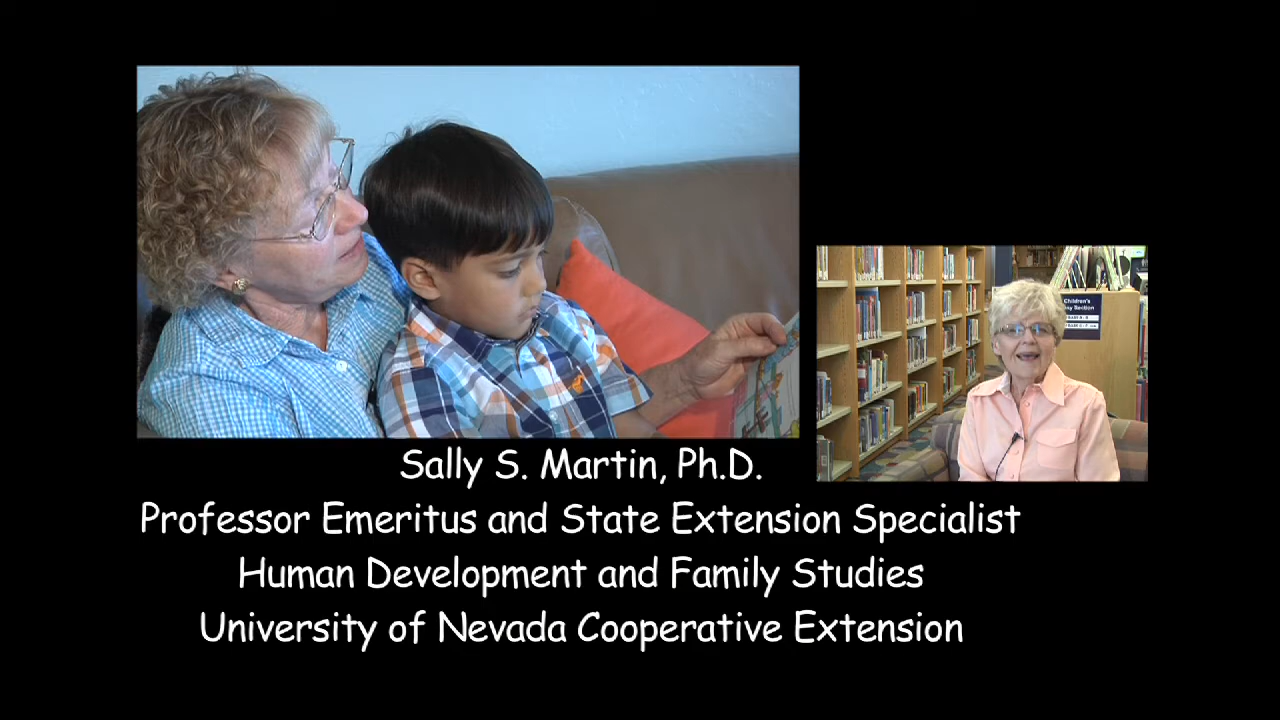 Children's
Sally S. Martin, Ph.D.
Professor Emeritus and State Extension Specialist
Human Development and Family Studies
University of Nevada Cooperative Extension